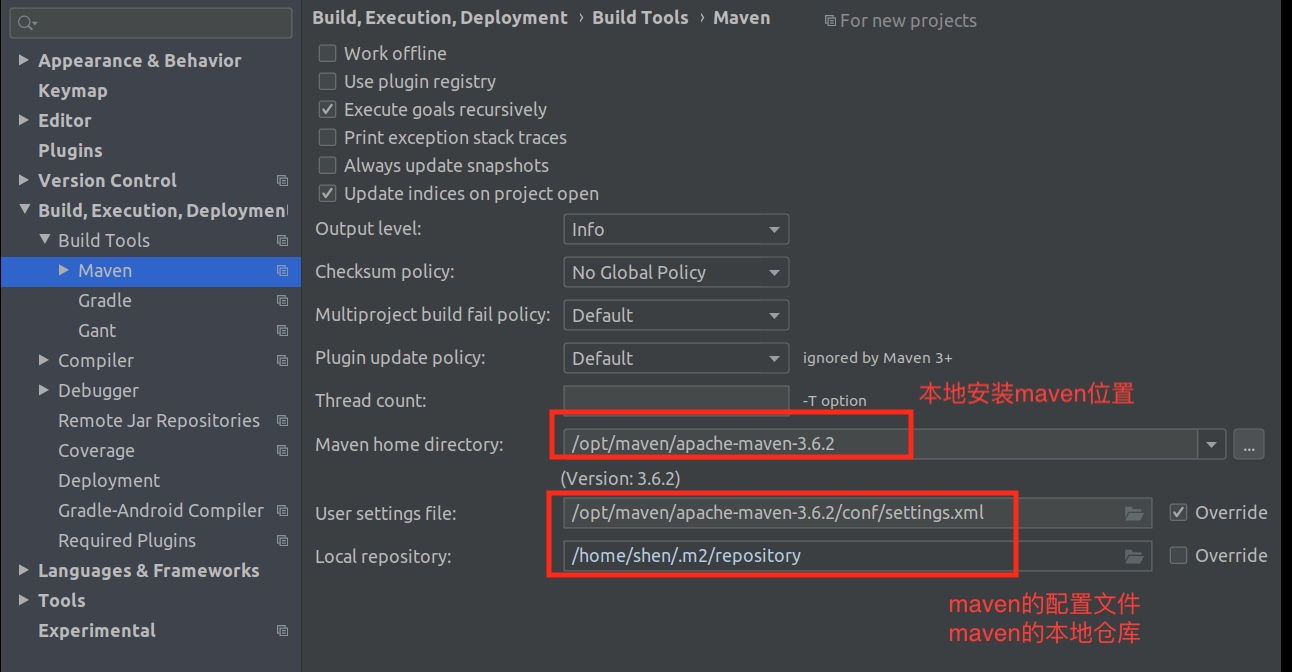 Build, Execution, Deployment › Build Tools › Maven For new projects
Appearance & Behavior
Keymap
Editor
Plugins
Version Control
Build, Execution, Deployment
Build Tools
Maven
Gradle
Gant
Compiler
Debugger
Remote Jar Repositories
Coverage
Deployment
Gradle-Android Compiler
Required Plugins
Languages & Frameworks
Tools
Experimental
Work offline
Use plugin registry
Execute goals recursively
Print exception stack traces
Always update snapshots
Update indices on project open
Output level: Info
Checksum policy: No Global Policy
Multiproject build fail policy: Default
Plugin update policy: Default ignored by Maven 3+
Thread count: -T option
本地安装maven位置
Maven home directory: /opt/maven/apache-maven-3.6.2 ...
(Version: 3.6.2)
User settings file: /opt/maven/apache-maven-3.6.2/conf/settings.xml Override
Local repository: /home/shen/.m2/repository Override
maven的配置文件
maven的本地仓库